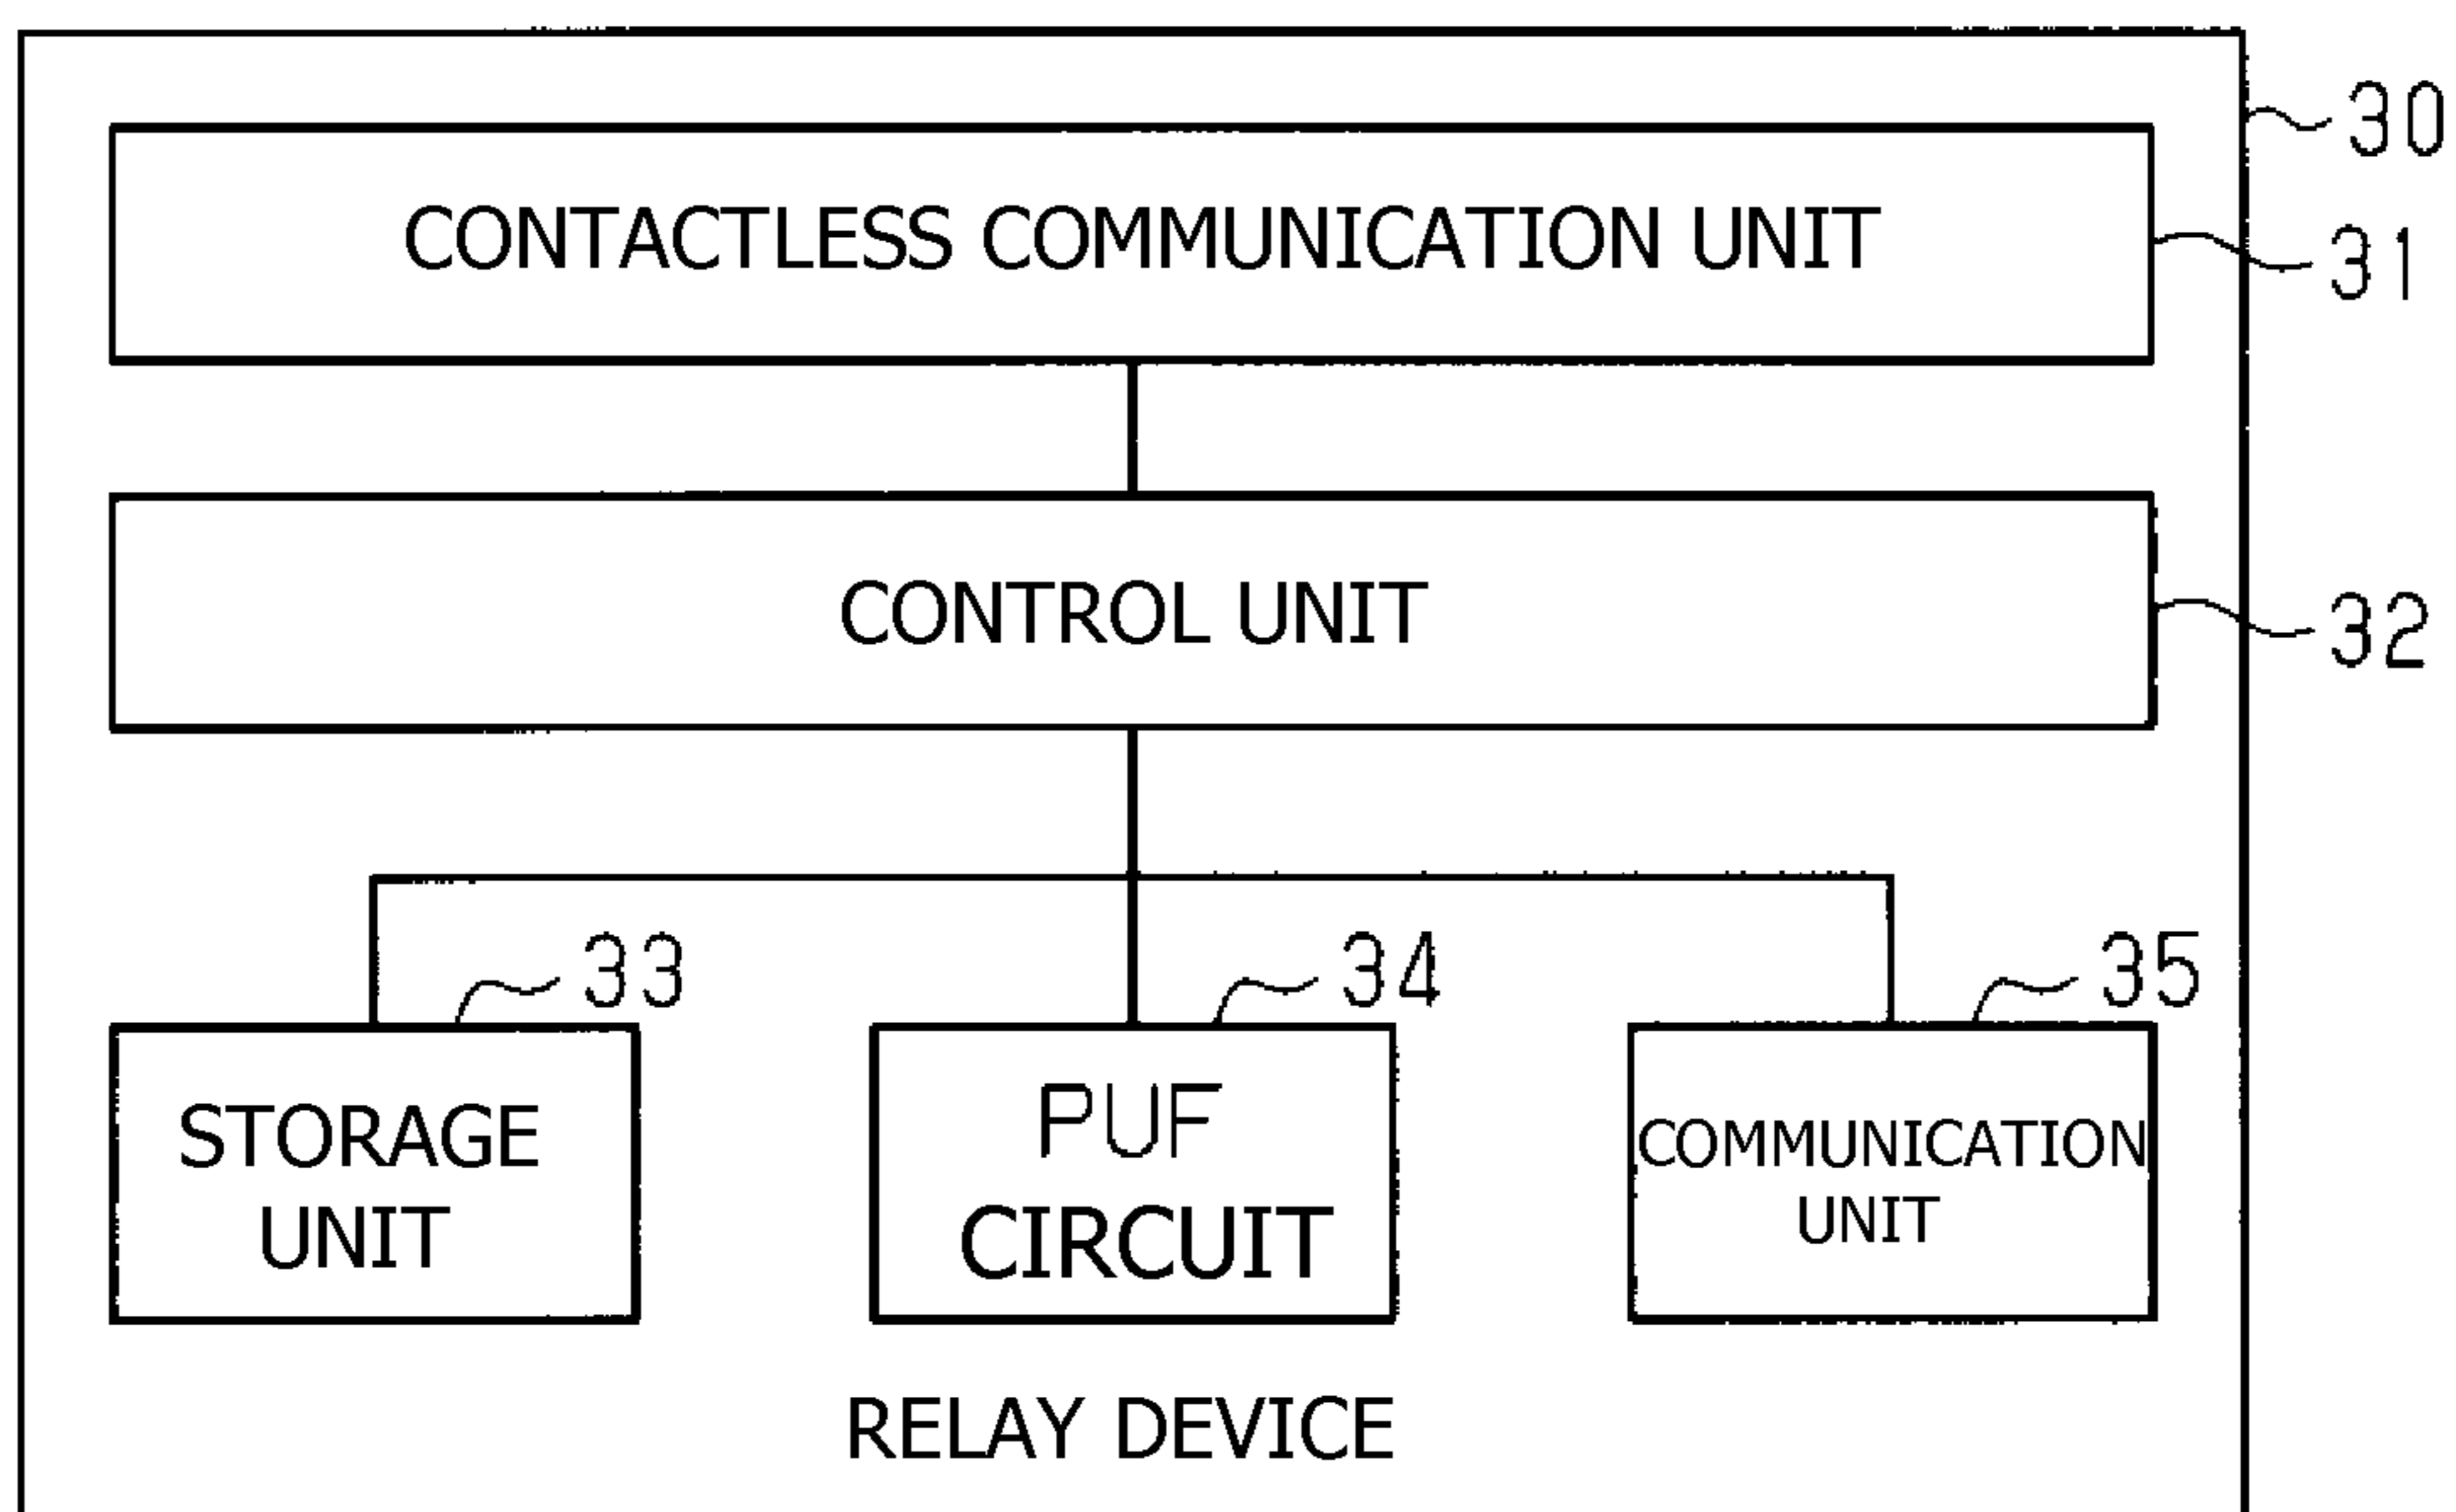 30
CONTACTLESS COMMUNICATION UNIT
31
CONTROL UNIT
32
33
34
35
STORAGE
UNIT
PUF
CIRCUIT
COMMUNICATION
UNIT
RELAY DEVICE